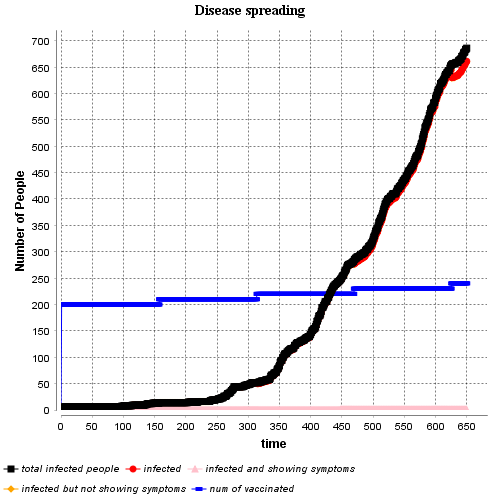 Disease spreading
Number of People
700
650
600
550
500
450
400
350
300
250
200
150
100
50
0
0 50 100 150 200 250 300 350 400 450 500 550 600 650
time
total infected people infected infected and showing symptoms
infected but not showing symptoms num of vaccinated